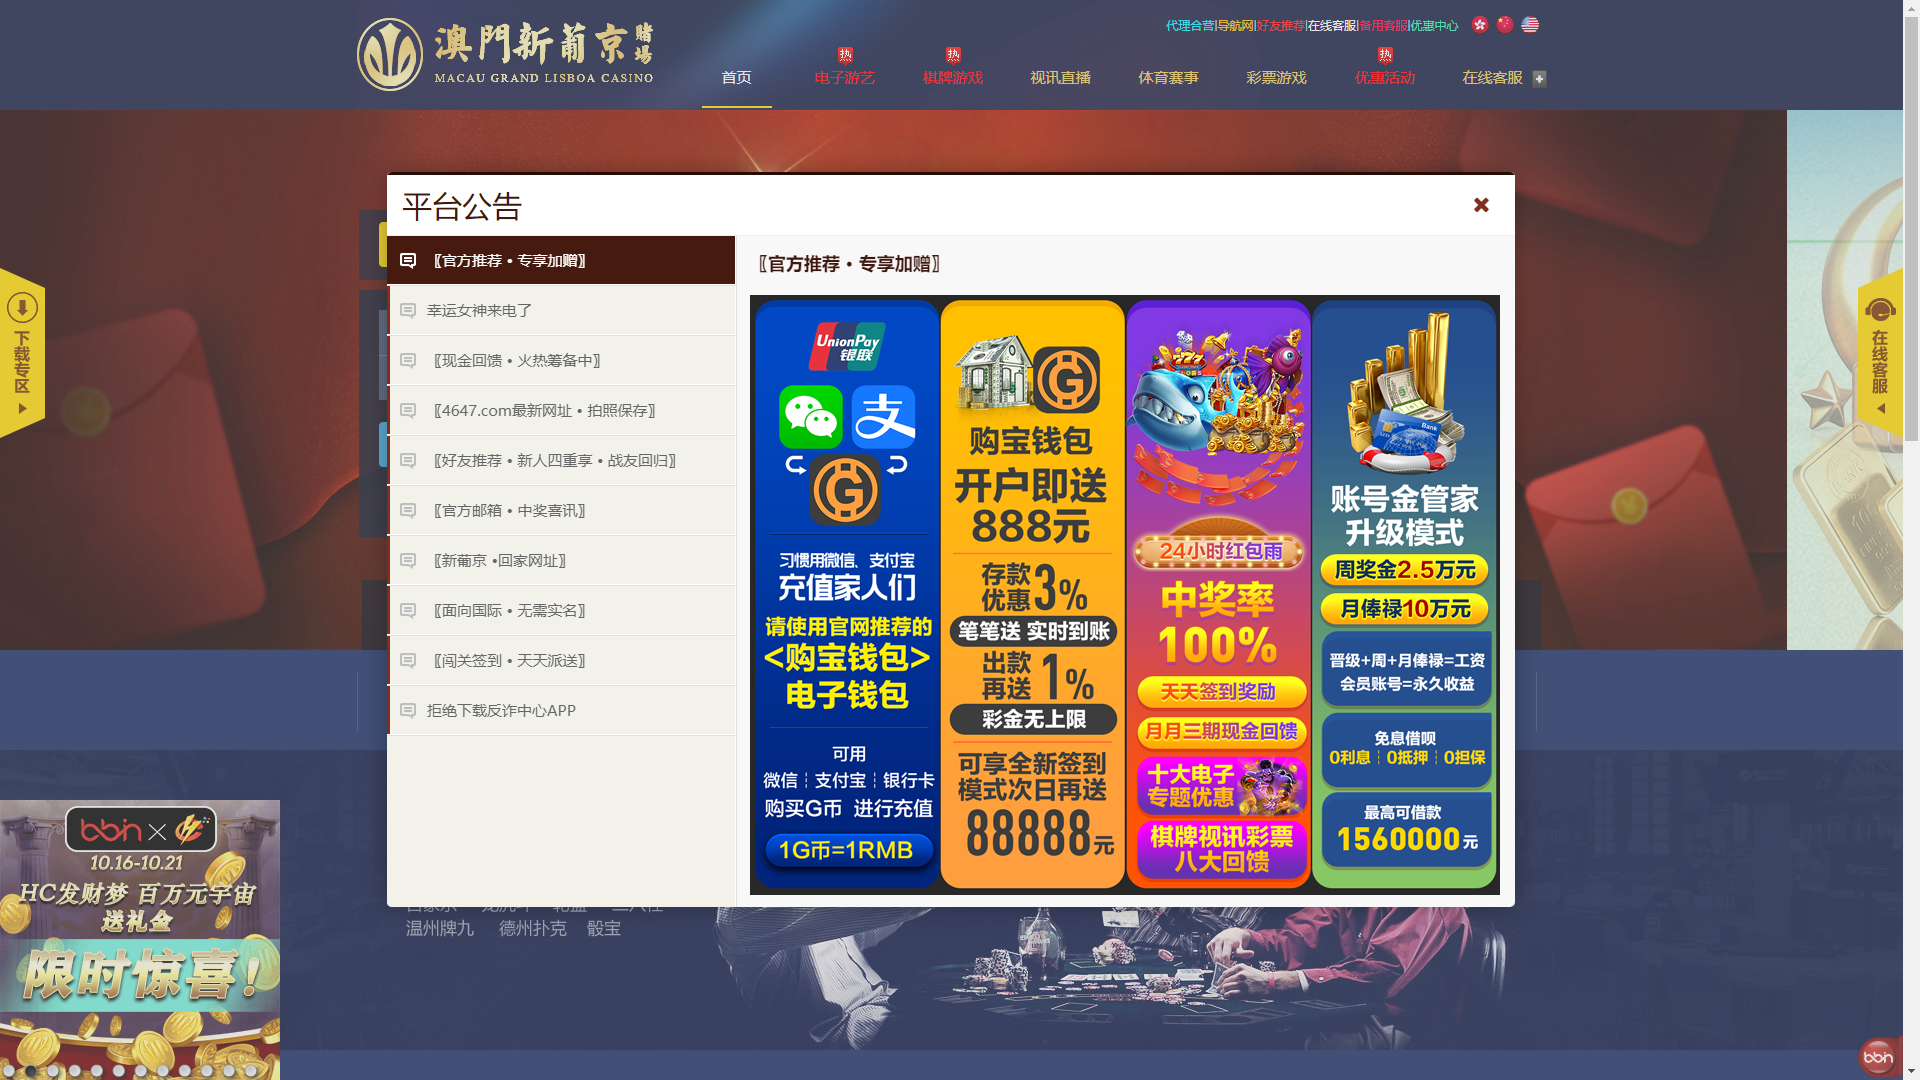 澳門新葡京賭場
MACAU GRAND LISBOA CASINO
代理合营|导航网|好友推荐|在线客服|备用客服|优惠中心
热
热
热
首页
电子游艺
棋牌游戏
视讯直播
体育赛事
彩票游戏
优惠活动
在线客服
下载专区
在线客服
平台公告
〖官方推荐 • 专享加赠〗
幸运女神来电了
〖现金回馈 • 火热筹备中〗
〖4647.com最新网址 • 拍照保存〗
〖好友推荐 • 新人四重享 • 战友回归〗
〖官方邮箱 • 中奖喜讯〗
〖新葡京 •回家网址〗
〖面向国际 • 无需实名〗
〖闯关签到 • 天天派送〗
拒绝下载反诈中心APP
〖官方推荐 • 专享加赠〗
UnionPay
银联
支
G
习惯用微信、支付宝
充值家人们
请使用官网推荐的
<购宝钱包>
电子钱包
可用
微信┆支付宝┆银行卡
购买G币 进行充值
1G币=1RMB
G
购宝钱包
开户即送
888元
存款优惠3%
笔笔送 实时到账
出款再送1%
彩金无上限
可享全新签到
模式次日再送
88888元
777
24小时红包雨
中奖率
100%
天天签到奖励
月月三期现金回馈
十大电子
专题优惠
棋牌视讯彩票
八大回馈
Bank
账号金管家
升级模式
周奖金2.5万元
月俸禄10万元
晋级+周+月俸禄=工资
会员账号=永久收益
免息借呗
0利息┆0抵押┆0担保
最高可借款
1560000元
温州牌九 德州扑克 骰宝
bbin
10.16-10.21
HC发财梦 百万元宇宙
送礼金
限时惊喜!
bbin